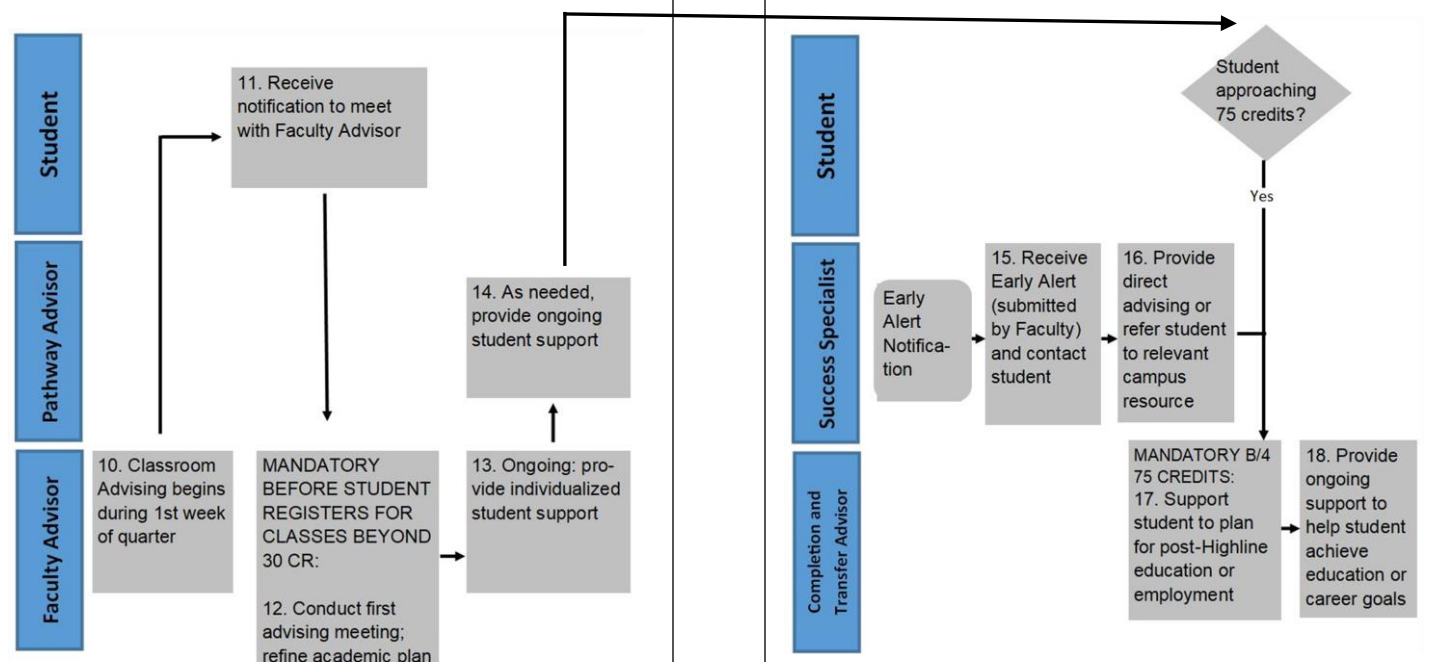 Student
11. Receive
notification to meet
with Faculty Advisor
Pathway Advisor
14. As needed,
provide ongoing
student support
Faculty Advisor
10. Classroom
Advising begins
during 1st week
of quarter
MANDATORY
BEFORE STUDENT
REGISTERS FOR
CLASSES BEYOND
30 CR:
12. Conduct first
advising meeting;
refine academic plan
13. Ongoing: pro-
vide individualized
student support
Student
Student
approaching
75 credits?
Yes
Success Specialist
Early
Alert
Notifica-
tion
15. Receive
Early Alert
(submitted
by Faculty)
and contact
student
16. Provide
direct
advising or
refer student
to relevant
campus
resource
Completion and
Transfer Advisor
MANDATORY B/4
75 CREDITS:
17. Support
student to plan
for post-Highline
education or
employment
18. Provide
ongoing
support to
help student
achieve
education or
career goals